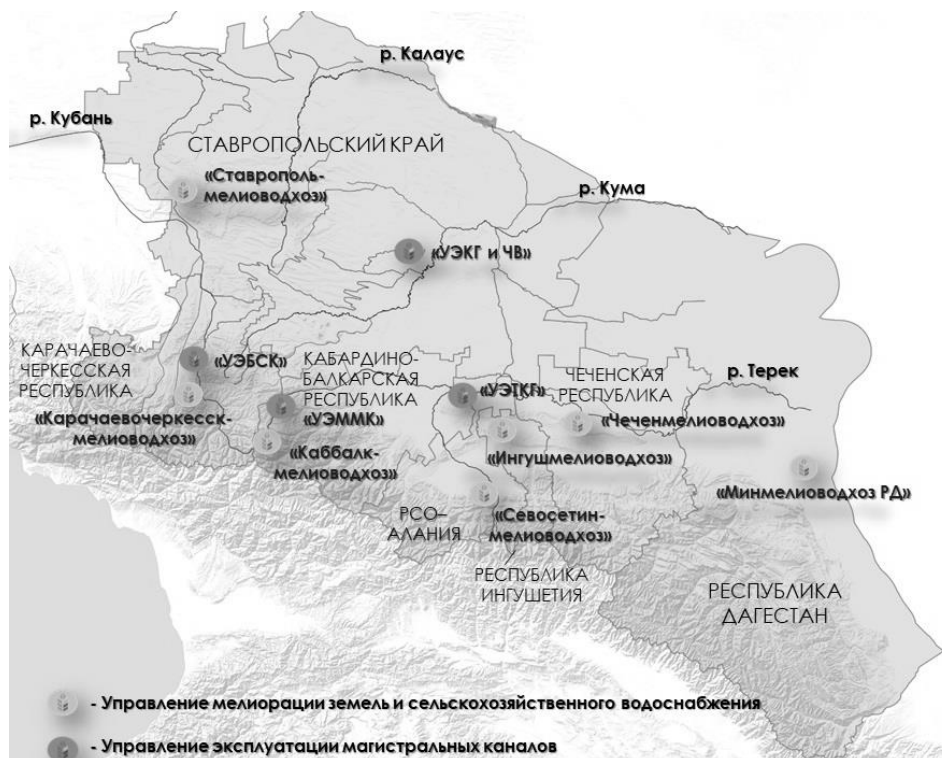 р. Калаус
р. Кубань
СТАВРОПОЛЬСКИЙ КРАЙ
«Ставрополь-
мелиоводхоз»
р. Кума
«УЭКГ и ЧВ»
КАРАЧАЕВО-
ЧЕРКЕССКАЯ
РЕСПУБЛИКА
«УЭБСК»
КАБАРДИНО-
БАЛКАРСКАЯ
РЕСПУБЛИКА
«УЭТКГ»
ЧЕЧЕНСКАЯ
РЕСПУБЛИКА
р. Терек
«Карачаевочеркесск-
мелиоводхоз»
«УЭММК»
«Чеченмелиоводхоз»
«Каббалк-
мелиоводхоз»
«Ингушмелиоводхоз»
«Минмелиоводхоз РД»
РСО–
АЛАНИЯ
«Севосетин-
мелиоводхоз»
РЕСПУБЛИКА
ИНГУШЕТИЯ
РЕСПУБЛИКА
ДАГЕСТАН
- Управление мелиорации земель и сельскохозяйственного водоснабжения
- Управление эксплуатации магистральных каналов